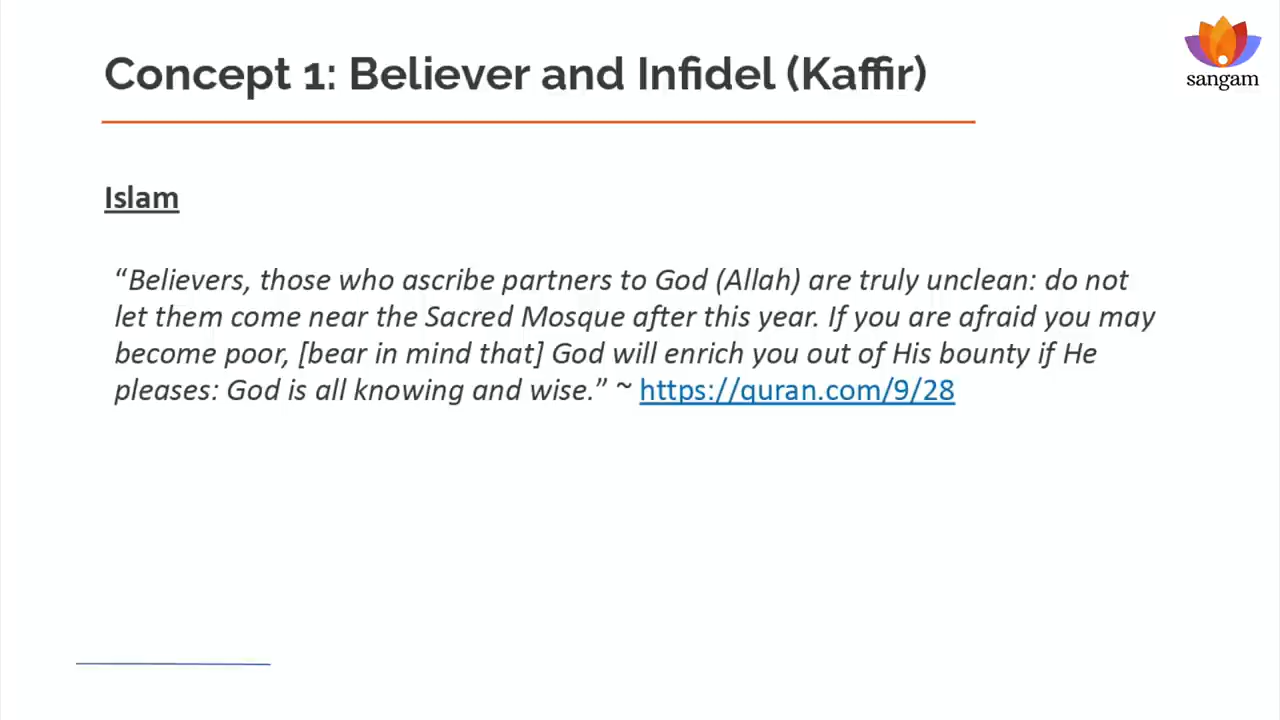 Concept 1: Believer and Infidel (Kaffir)
sangam
Islam
“Believers, those who ascribe partners to God (Allah) are truly unclean: do not
let them come near the Sacred Mosque after this year. If you are afraid you may
become poor, [bear in mind that] God will enrich you out of His bounty if He
pleases: God is all knowing and wise.” ~ https://quran.com/9/28